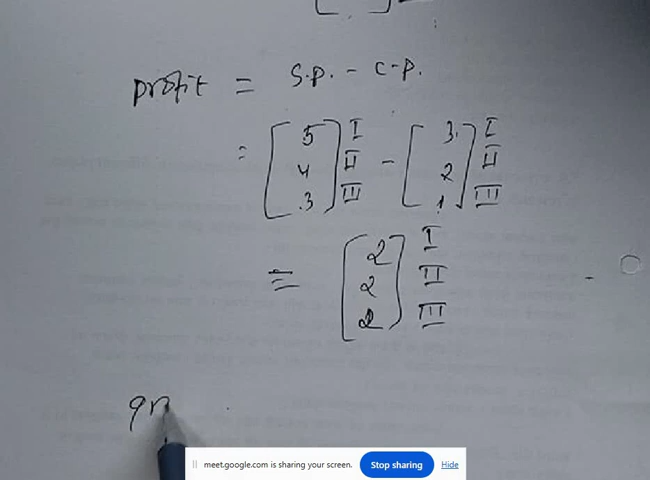 profit = S.P. - C.P.
= [ 5 ] I - [ 3 ] I
[ 4 ] II [ 2 ] II
[ 3 ] III [ 1 ] III
= [ 2 ] I
[ 2 ] II
[ 2 ] III
meet.google.com is sharing your screen. Stop sharing Hide